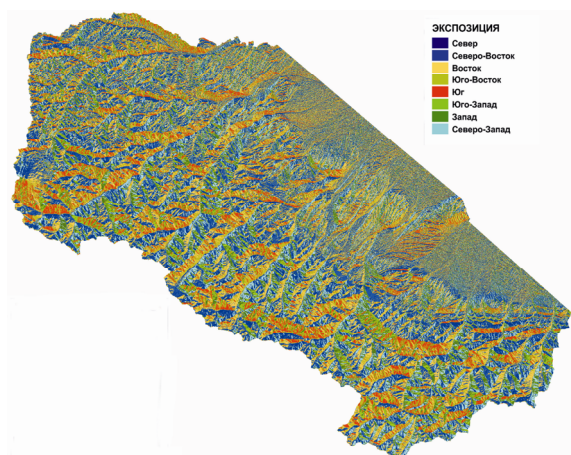 ЭКСПОЗИЦИЯ
Север
Северо-Восток
Восток
Юго-Восток
Юг
Юго-Запад
Запад
Северо-Запад